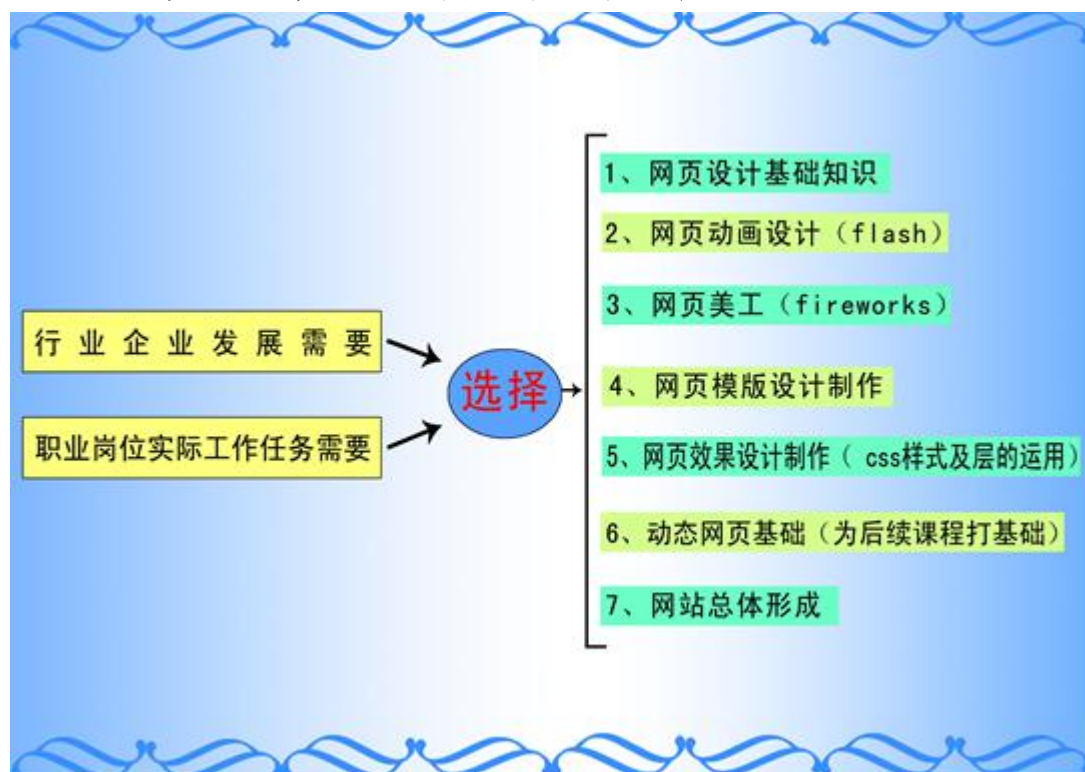 行业企业发展需要
职业岗位实际工作任务需要
选择
1、网页设计基础知识
2、网页动画设计（flash）
3、网页美工（fireworks）
4、网页模版设计制作
5、网页效果设计制作（ css样式及层的运用）
6、动态网页基础（为后续课程打基础）
7、网站总体形成